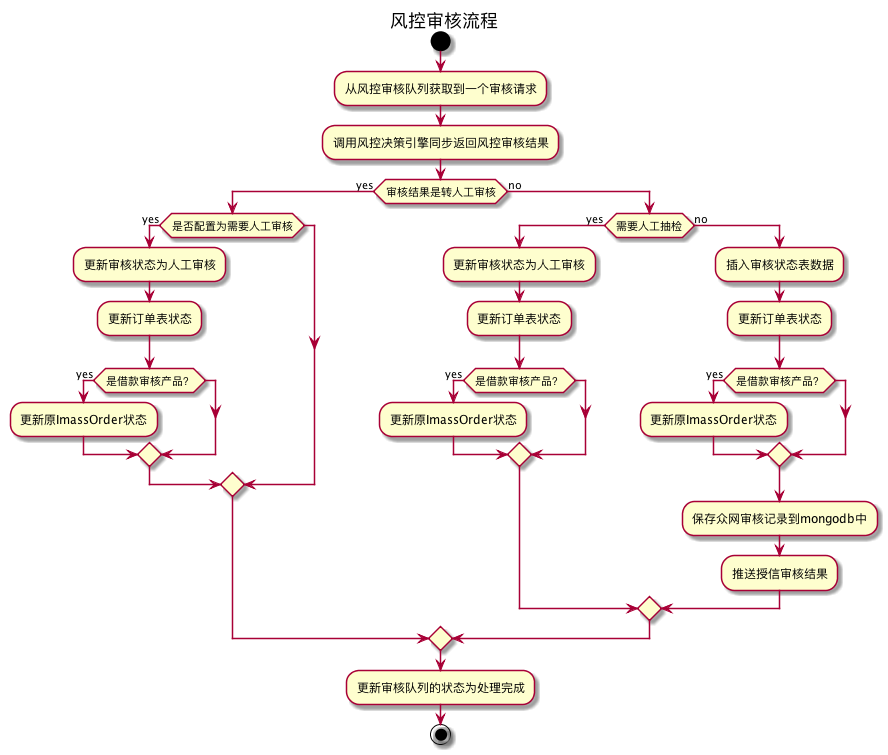 风控审核流程
从风控审核队列获取到一个审核请求
调用风控决策引擎同步返回风控审核结果
yes
审核结果是转人工审核
no
yes
是否配置为需要人工审核
更新审核状态为人工审核
更新订单表状态
yes
是借款审核产品?
更新原ImassOrder状态
yes
需要人工抽检
no
更新审核状态为人工审核
更新订单表状态
yes
是借款审核产品?
更新原ImassOrder状态
插入审核状态表数据
更新订单表状态
yes
是借款审核产品?
更新原ImassOrder状态
保存众网审核记录到mongodb中
推送授信审核结果
更新审核队列的状态为处理完成